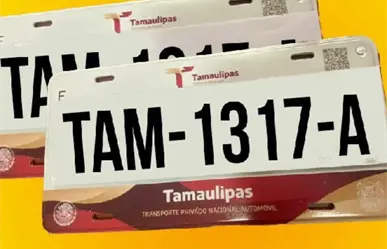 Tamaulipas
F
TAM-1317-A
Tamaulipas
F
TAM-1317-A
Tamaulipas
TRANSPORTE PRIVADO NACIONAL/AUTOMÓVIL